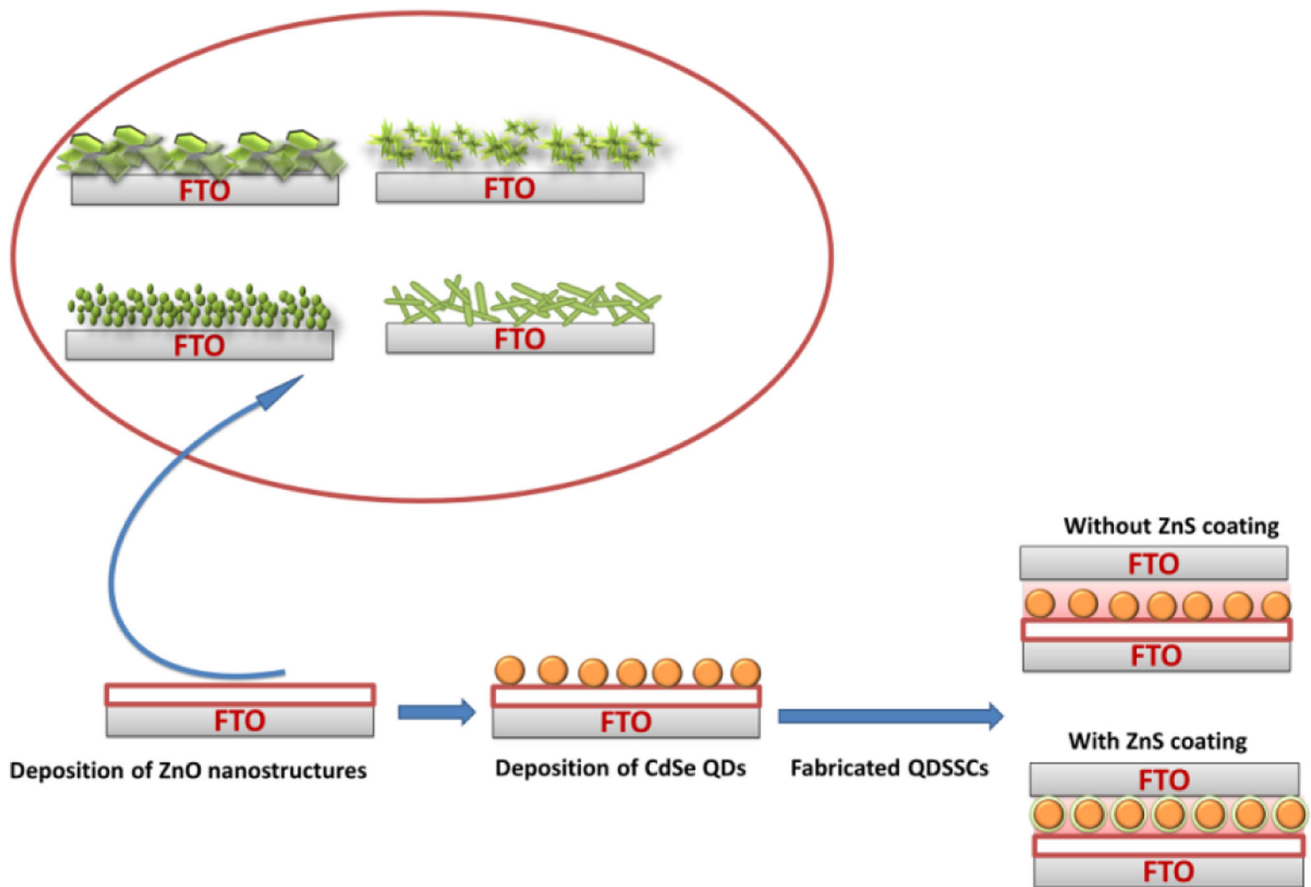 FTO
FTO
FTO
FTO
Without ZnS coating
FTO
FTO
FTO
FTO
Deposition of ZnO nanostructures
Deposition of CdSe QDs
Fabricated QDSSCs
With ZnS coating
FTO
FTO